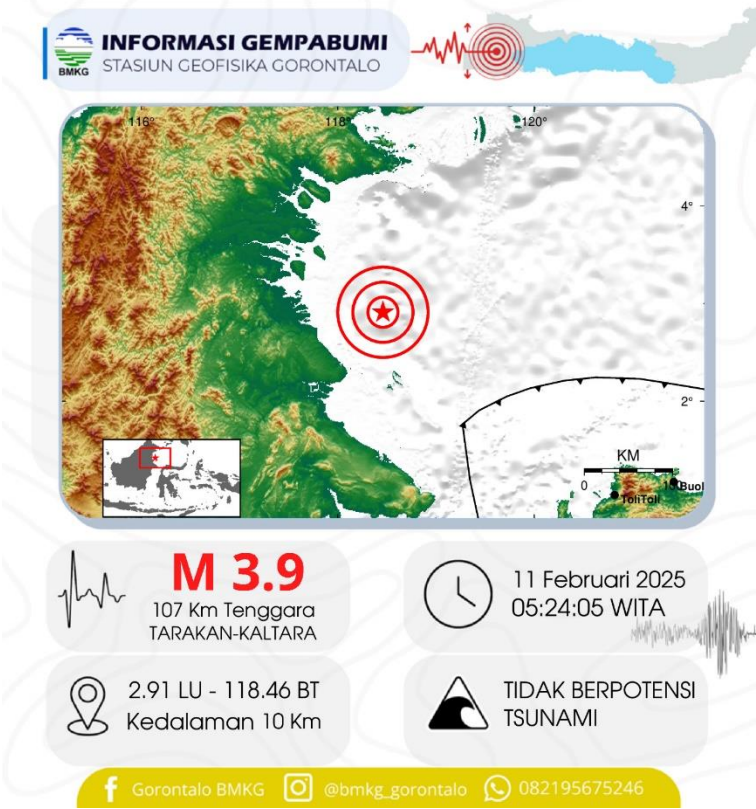 BMKG
INFORMASI GEMPABUMI
STASIUN GEOFISIKA GORONTALO
116°
118°
120°
4°
2°
KM
0
ToliToli
Buol
M 3.9
107 Km Tenggara
TARAKAN-KALTARA
11 Februari 2025
05:24:05 WITA
2.91 LU - 118.46 BT
Kedalaman 10 Km
TIDAK BERPOTENSI
TSUNAMI
Gorontalo BMKG
@bmkg_gorontalo
082195675246